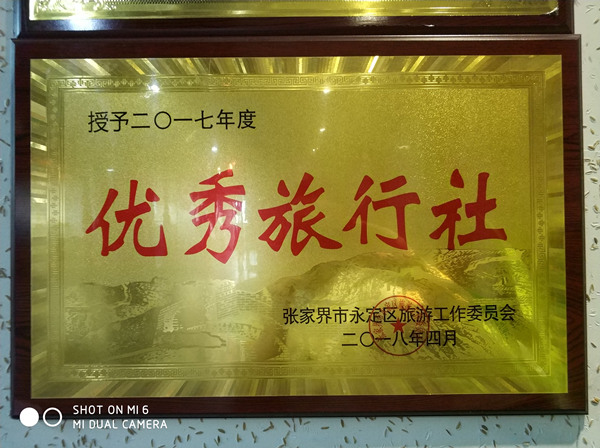 授予二〇一七年度
优秀旅行社
张家界市永定区旅游工作委员会
二〇一八年四月
SHOT ON MI 6
MI DUAL CAMERA